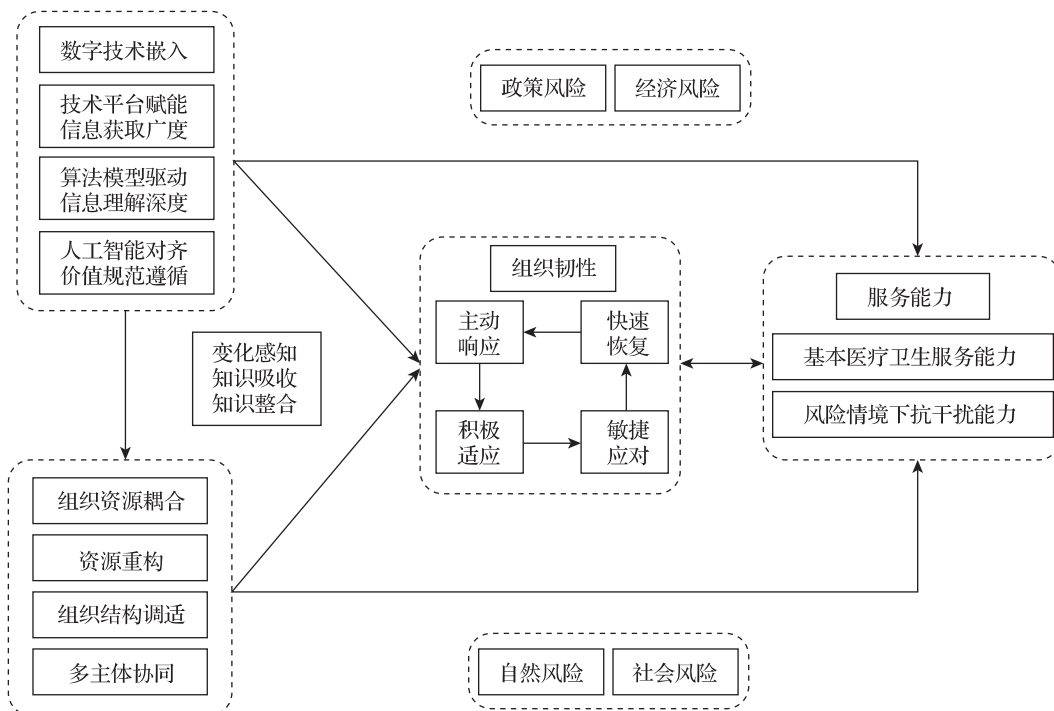 数字技术嵌入
技术平台赋能
信息获取广度
算法模型驱动
信息理解深度
人工智能对齐
价值规范遵循
政策风险
经济风险
变化感知
知识吸收
知识整合
组织韧性
主动
响应
快速
恢复
积极
适应
敏捷
应对
服务能力
基本医疗卫生服务能力
风险情境下抗干扰能力
组织资源耦合
资源重构
组织结构调适
多主体协同
自然风险
社会风险